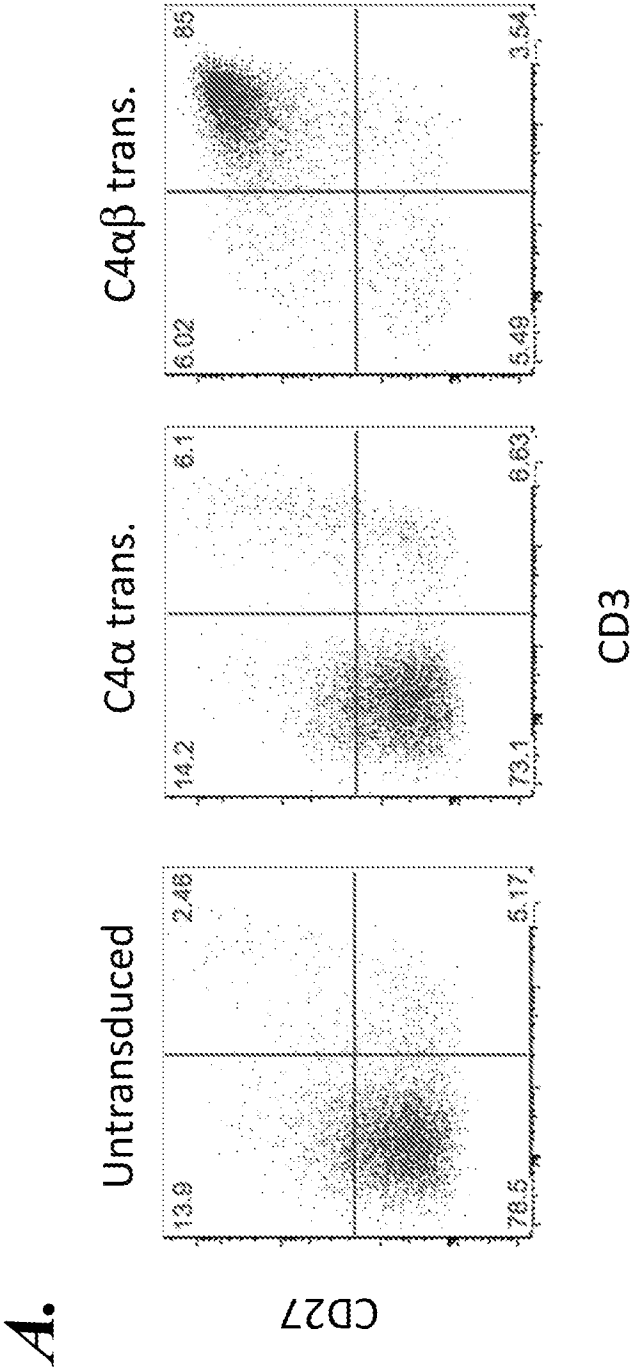 A.
Untransduced
C4α trans.
C4αβ trans.
13.9 2.46
14.2 6.1
6.02 85
CD27
78.5 5.17
73.1 6.63
5.49 3.54
CD3